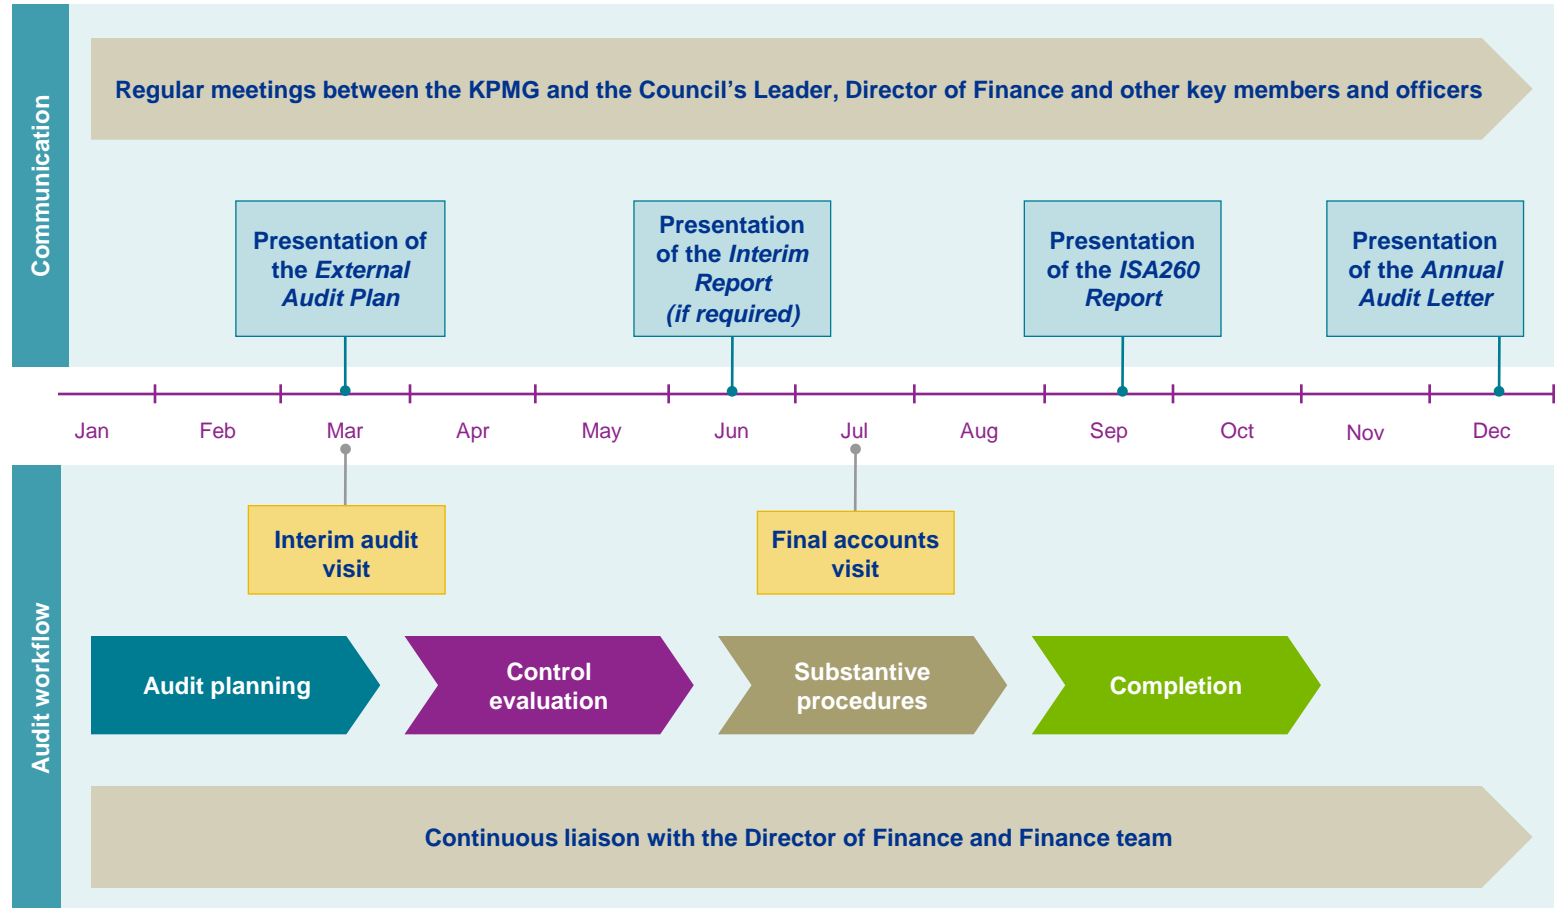 Communication
Regular meetings between the KPMG and the Council's Leader, Director of Finance and other key members and officers
Presentation of
the External
Audit Plan
Presentation
of the Interim
Report
(if required)
Presentation
of the ISA260
Report
Presentation
of the Annual
Audit Letter
Jan Feb Mar Apr May Jun Jul Aug Sep Oct Nov Dec
Audit workflow
Interim audit
visit
Final accounts
visit
Audit planning
Control
evaluation
Substantive
procedures
Completion
Continuous liaison with the Director of Finance and Finance team